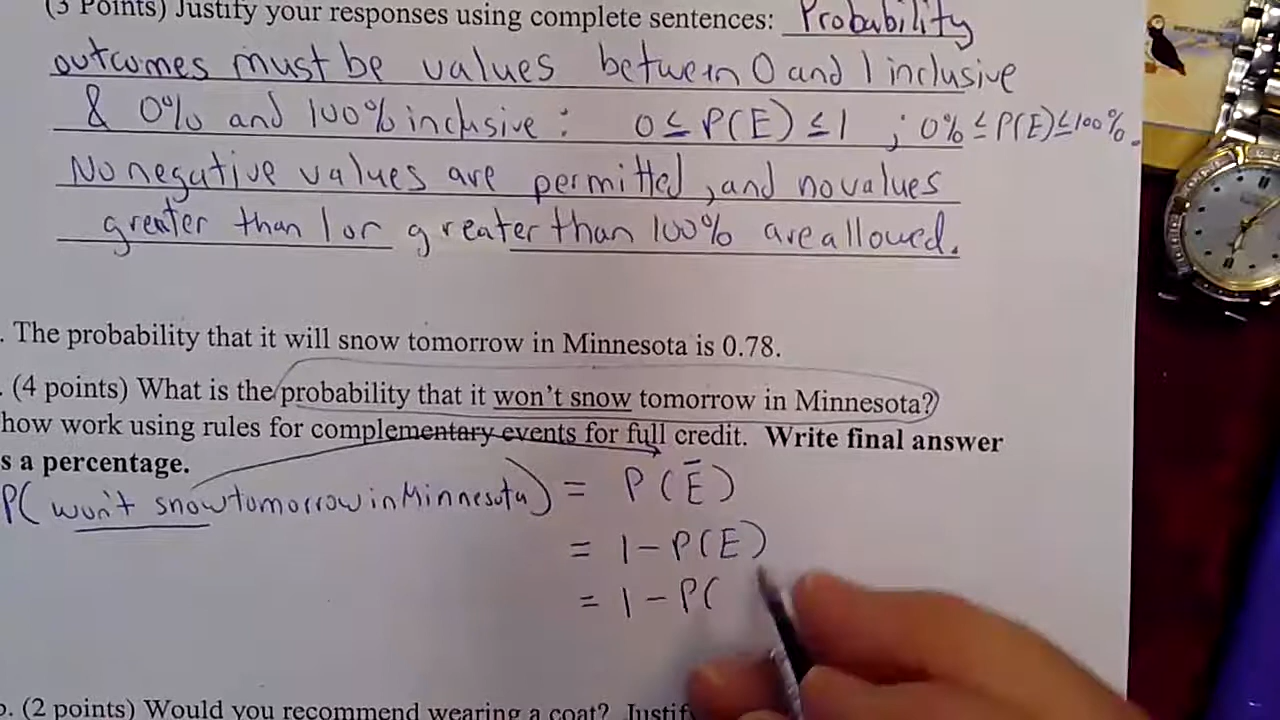 (3 Points) Justify your responses using complete sentences: Probability
outcomes must be values between 0 and 1 inclusive
& 0% and 100% inclusive: 0 ≤ P(E) ≤ 1 ; 0% ≤ P(E) ≤ 100%.
No negative values are permitted, and no values
greater than 1 or greater than 100% are allowed.
. The probability that it will snow tomorrow in Minnesota is 0.78.
. (4 points) What is the probability that it won't snow tomorrow in Minnesota?
how work using rules for complementary events for full credit. Write final answer
s a percentage.
P( won't snow tomorrow in Minnesota) = P(Ē)
= 1 - P(E)
= 1 - P(
. (2 points) Would you recommend wearing a coat? Justif